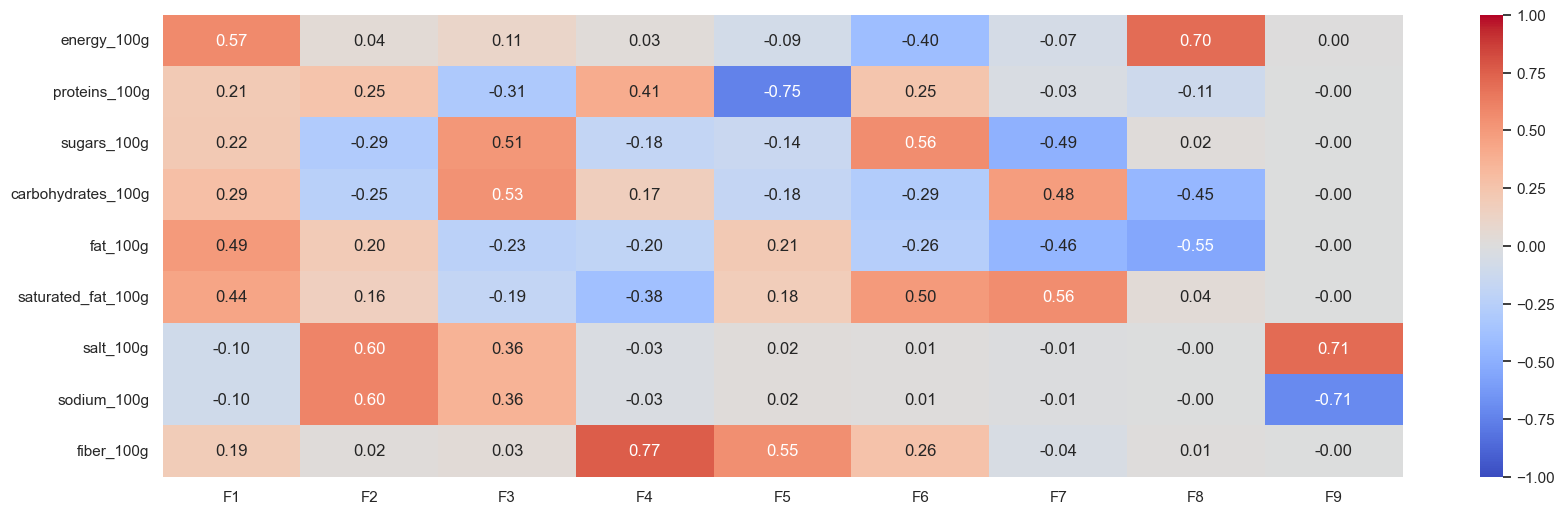 energy_100g 0.57 0.04 0.11 0.03 -0.09 -0.40 -0.07 0.70 0.00
proteins_100g 0.21 0.25 -0.31 0.41 -0.75 0.25 -0.03 -0.11 -0.00
sugars_100g 0.22 -0.29 0.51 -0.18 -0.14 0.56 -0.49 0.02 -0.00
carbohydrates_100g 0.29 -0.25 0.53 0.17 -0.18 -0.29 0.48 -0.45 -0.00
fat_100g 0.49 0.20 -0.23 -0.20 0.21 -0.26 -0.46 -0.55 -0.00
saturated_fat_100g 0.44 0.16 -0.19 -0.38 0.18 0.50 0.56 0.04 -0.00
salt_100g -0.10 0.60 0.36 -0.03 0.02 0.01 -0.01 -0.00 0.71
sodium_100g -0.10 0.60 0.36 -0.03 0.02 0.01 -0.01 -0.00 -0.71
fiber_100g 0.19 0.02 0.03 0.77 0.55 0.26 -0.04 0.01 -0.00
F1 F2 F3 F4 F5 F6 F7 F8 F9
1.00
0.75
0.50
0.25
0.00
−0.25
−0.50
−0.75
−1.00